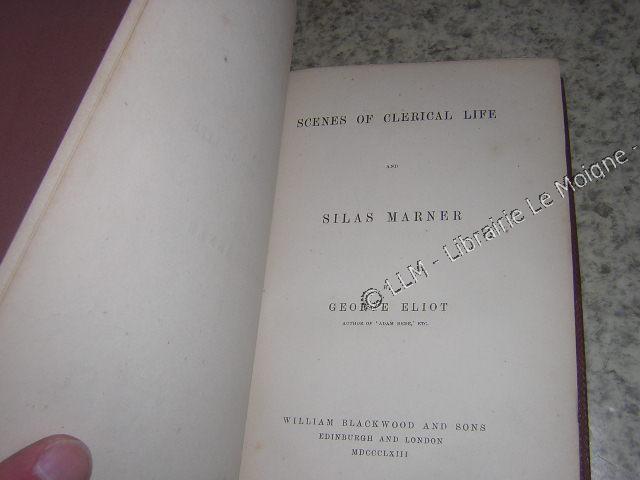 SCENES OF CLERICAL LIFE
AND
SILAS MARNER
GEORGE ELIOT
AUTHOR OF 'ADAM BEDE,' ETC.
WILLIAM BLACKWOOD AND SONS
EDINBURGH AND LONDON
MDCCCLXIII
© LLM - Librairie Le Moigne -